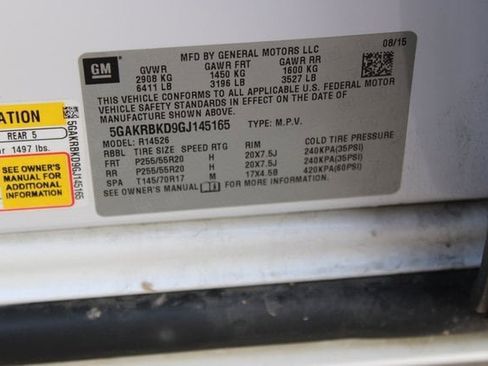 GM
MFD BY GENERAL MOTORS LLC
08/15
GVWR GAWR FRT GAWR RR
2908 KG 1450 KG 1600 KG
6411 LB 3196 LB 3527 LB
THIS VEHICLE CONFORMS TO ALL APPLICABLE U.S. FEDERAL MOTOR
VEHICLE SAFETY STANDARDS IN EFFECT ON THE DATE OF
MANUFACTURE SHOWN ABOVE.
5GAKRBKD9GJ145165 TYPE: M.P.V.
MODEL: R14526
RBBL TIRE SIZE SPEED RTG RIM COLD TIRE PRESSURE
FRT P255/55R20 H 20X7.5J 240KPA(35PSI)
RR P255/55R20 H 20X7.5J 240KPA(35PSI)
SPA T145/70R17 M 17X4.5B 420KPA(60PSI)
SEE OWNER'S MANUAL FOR MORE INFORMATION.
ATION
REAR 5
or 1497 lbs.
SEE OWNER'S
MANUAL FOR
ADDITIONAL
INFORMATION
5GAKRBKD9GJ145165